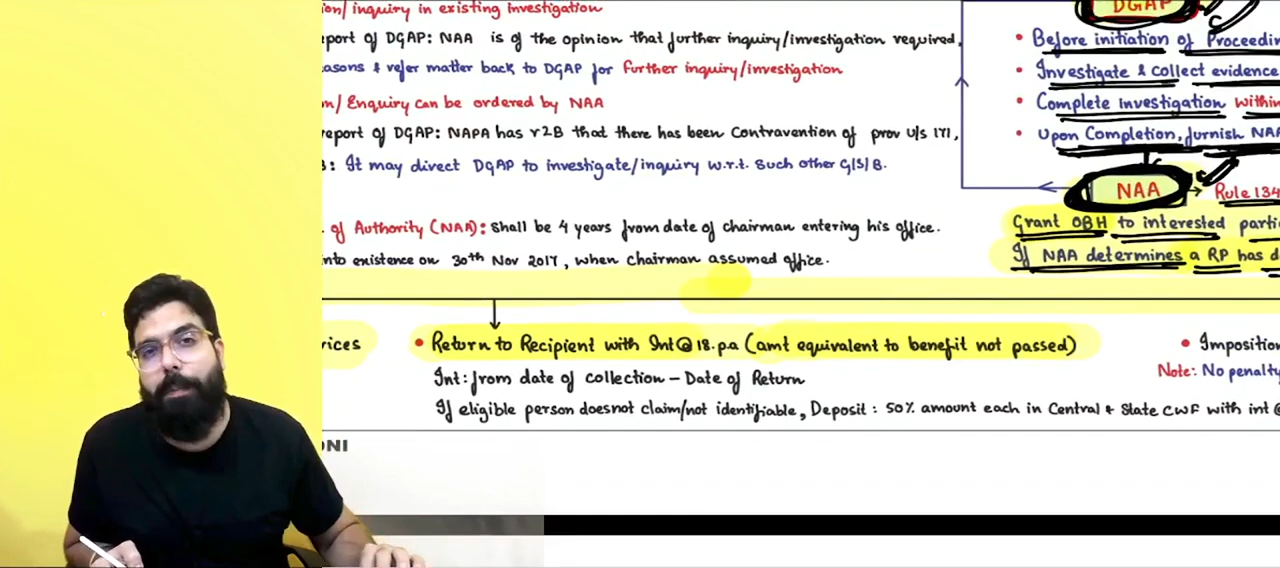 ion/ inquiry in existing investigation
port of DGAP: NAA is of the opinion that further inquiry/investigation required,
asons & refer matter back to DGAP for further inquiry/investigation
n/ Enquiry can be ordered by NAA
report of DGAP: NAPA has r2B that there has been Contravention of prov u/s 171,
B: It may direct DGAP to investigate/inquiry w.r.t. such other G/S/B.
of Authority (NAA): Shall be 4 years from date of chairman entering his office.
into existence on 30th Nov 2017, when chairman assumed office.
DGAP
• Before initiation of Proceedin
• Investigate & collect evidence
• Complete investigation within
• Upon Completion, furnish NAA
NAA
Rule 134
Grant OBH to interested parti
If NAA determines a RP has d
vices
• Return to Recipient with Int@18.p.a (amt equivalent to benefit not passed)
Int: from date of collection – Date of Return
If eligible person doesnot claim/not identifiable, Deposit: 50% amount each in Central & State CWF with int @
• Imposition
Note: No penalty
ONI